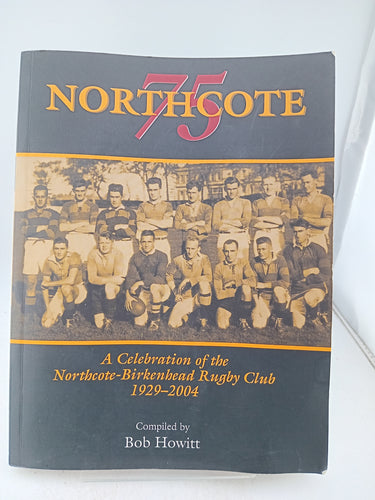 75
NORTHCOTE
A Celebration of the
Northcote-Birkenhead Rugby Club
1929–2004
Compiled by
Bob Howitt